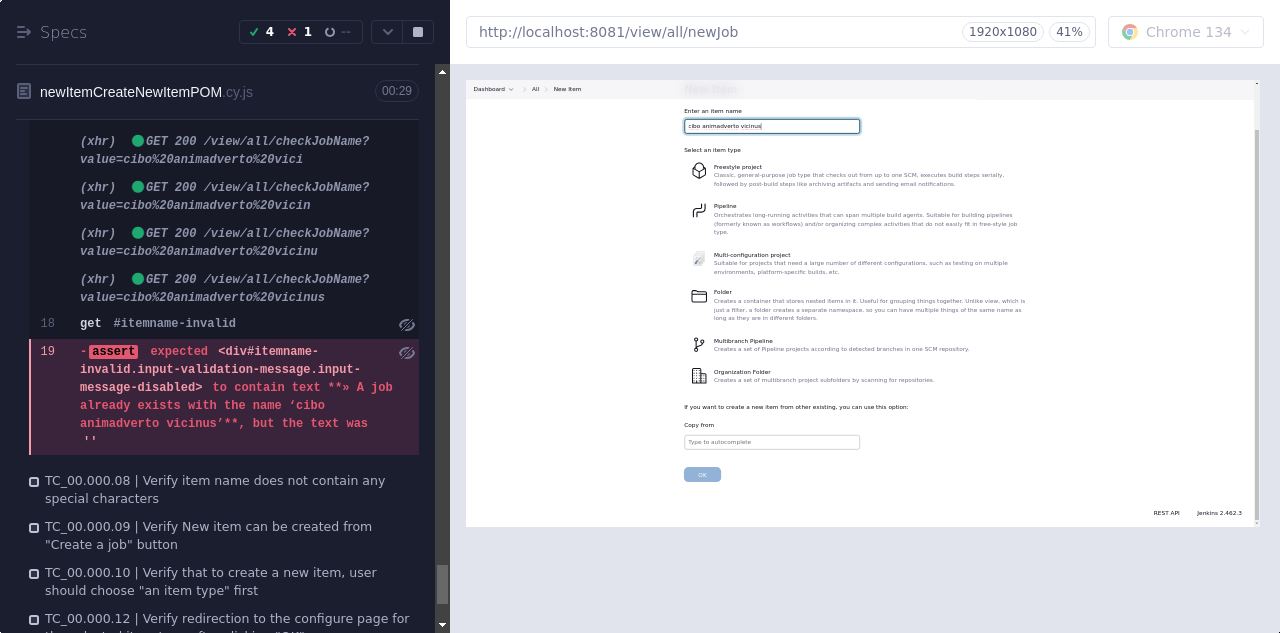 Specs
4
1
--
newItemCreateNewItemPOM.cy.js
00:29
(xhr) GET 200 /view/all/checkJobName?
value=cibo%20animadverto%20vici
(xhr) GET 200 /view/all/checkJobName?
value=cibo%20animadverto%20vicin
(xhr) GET 200 /view/all/checkJobName?
value=cibo%20animadverto%20vicinu
(xhr) GET 200 /view/all/checkJobName?
value=cibo%20animadverto%20vicinus
18 get #itemname-invalid
19 -assert expected <div#itemname-
invalid.input-validation-message.input-
message-disabled> to contain text **» A job
already exists with the name ‘cibo
animadverto vicinus’**, but the text was
''
TC_00.000.08 | Verify item name does not contain any
special characters
TC_00.000.09 | Verify New item can be created from
"Create a job" button
TC_00.000.10 | Verify that to create a new item, user
should choose "an item type" first
TC_00.000.12 | Verify redirection to the configure page for
http://localhost:8081/view/all/newJob
1920x1080
41%
Chrome 134
Dashboard
All
New Item
New Item
Enter an item name
cibo animadverto vicinus
Select an item type
Freestyle project
Classic, general-purpose job type that checks out from up to one SCM, executes build steps serially,
followed by post-build steps like archiving artifacts and sending email notifications.
Pipeline
Orchestrates long-running activities that can span multiple build agents. Suitable for building pipelines
(formerly known as workflows) and/or organizing complex activities that do not easily fit in free-style job
type.
Multi-configuration project
Suitable for projects that need a large number of different configurations, such as testing on multiple
environments, platform-specific builds, etc.
Folder
Creates a container that stores nested items in it. Useful for grouping things together. Unlike view, which is
just a filter, a folder creates a separate namespace, so you can have multiple things of the same name as
long as they are in different folders.
Multibranch Pipeline
Creates a set of Pipeline projects according to detected branches in one SCM repository.
Organization Folder
Creates a set of multibranch project subfolders by scanning for repositories.
If you want to create a new item from other existing, you can use this option:
Copy from
Type to autocomplete
OK
REST API
Jenkins 2.462.3